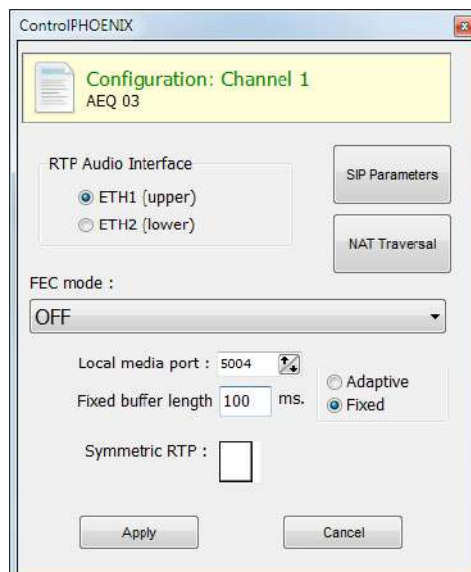 ControlPHOENIX
Configuration: Channel 1
AEQ 03
RTP Audio Interface
ETH1 (upper)
ETH2 (lower)
SIP Parameters
NAT Traversal
FEC mode :
OFF
Local media port : 5004
Fixed buffer length 100 ms.
Adaptive
Fixed
Symmetric RTP :
Apply
Cancel